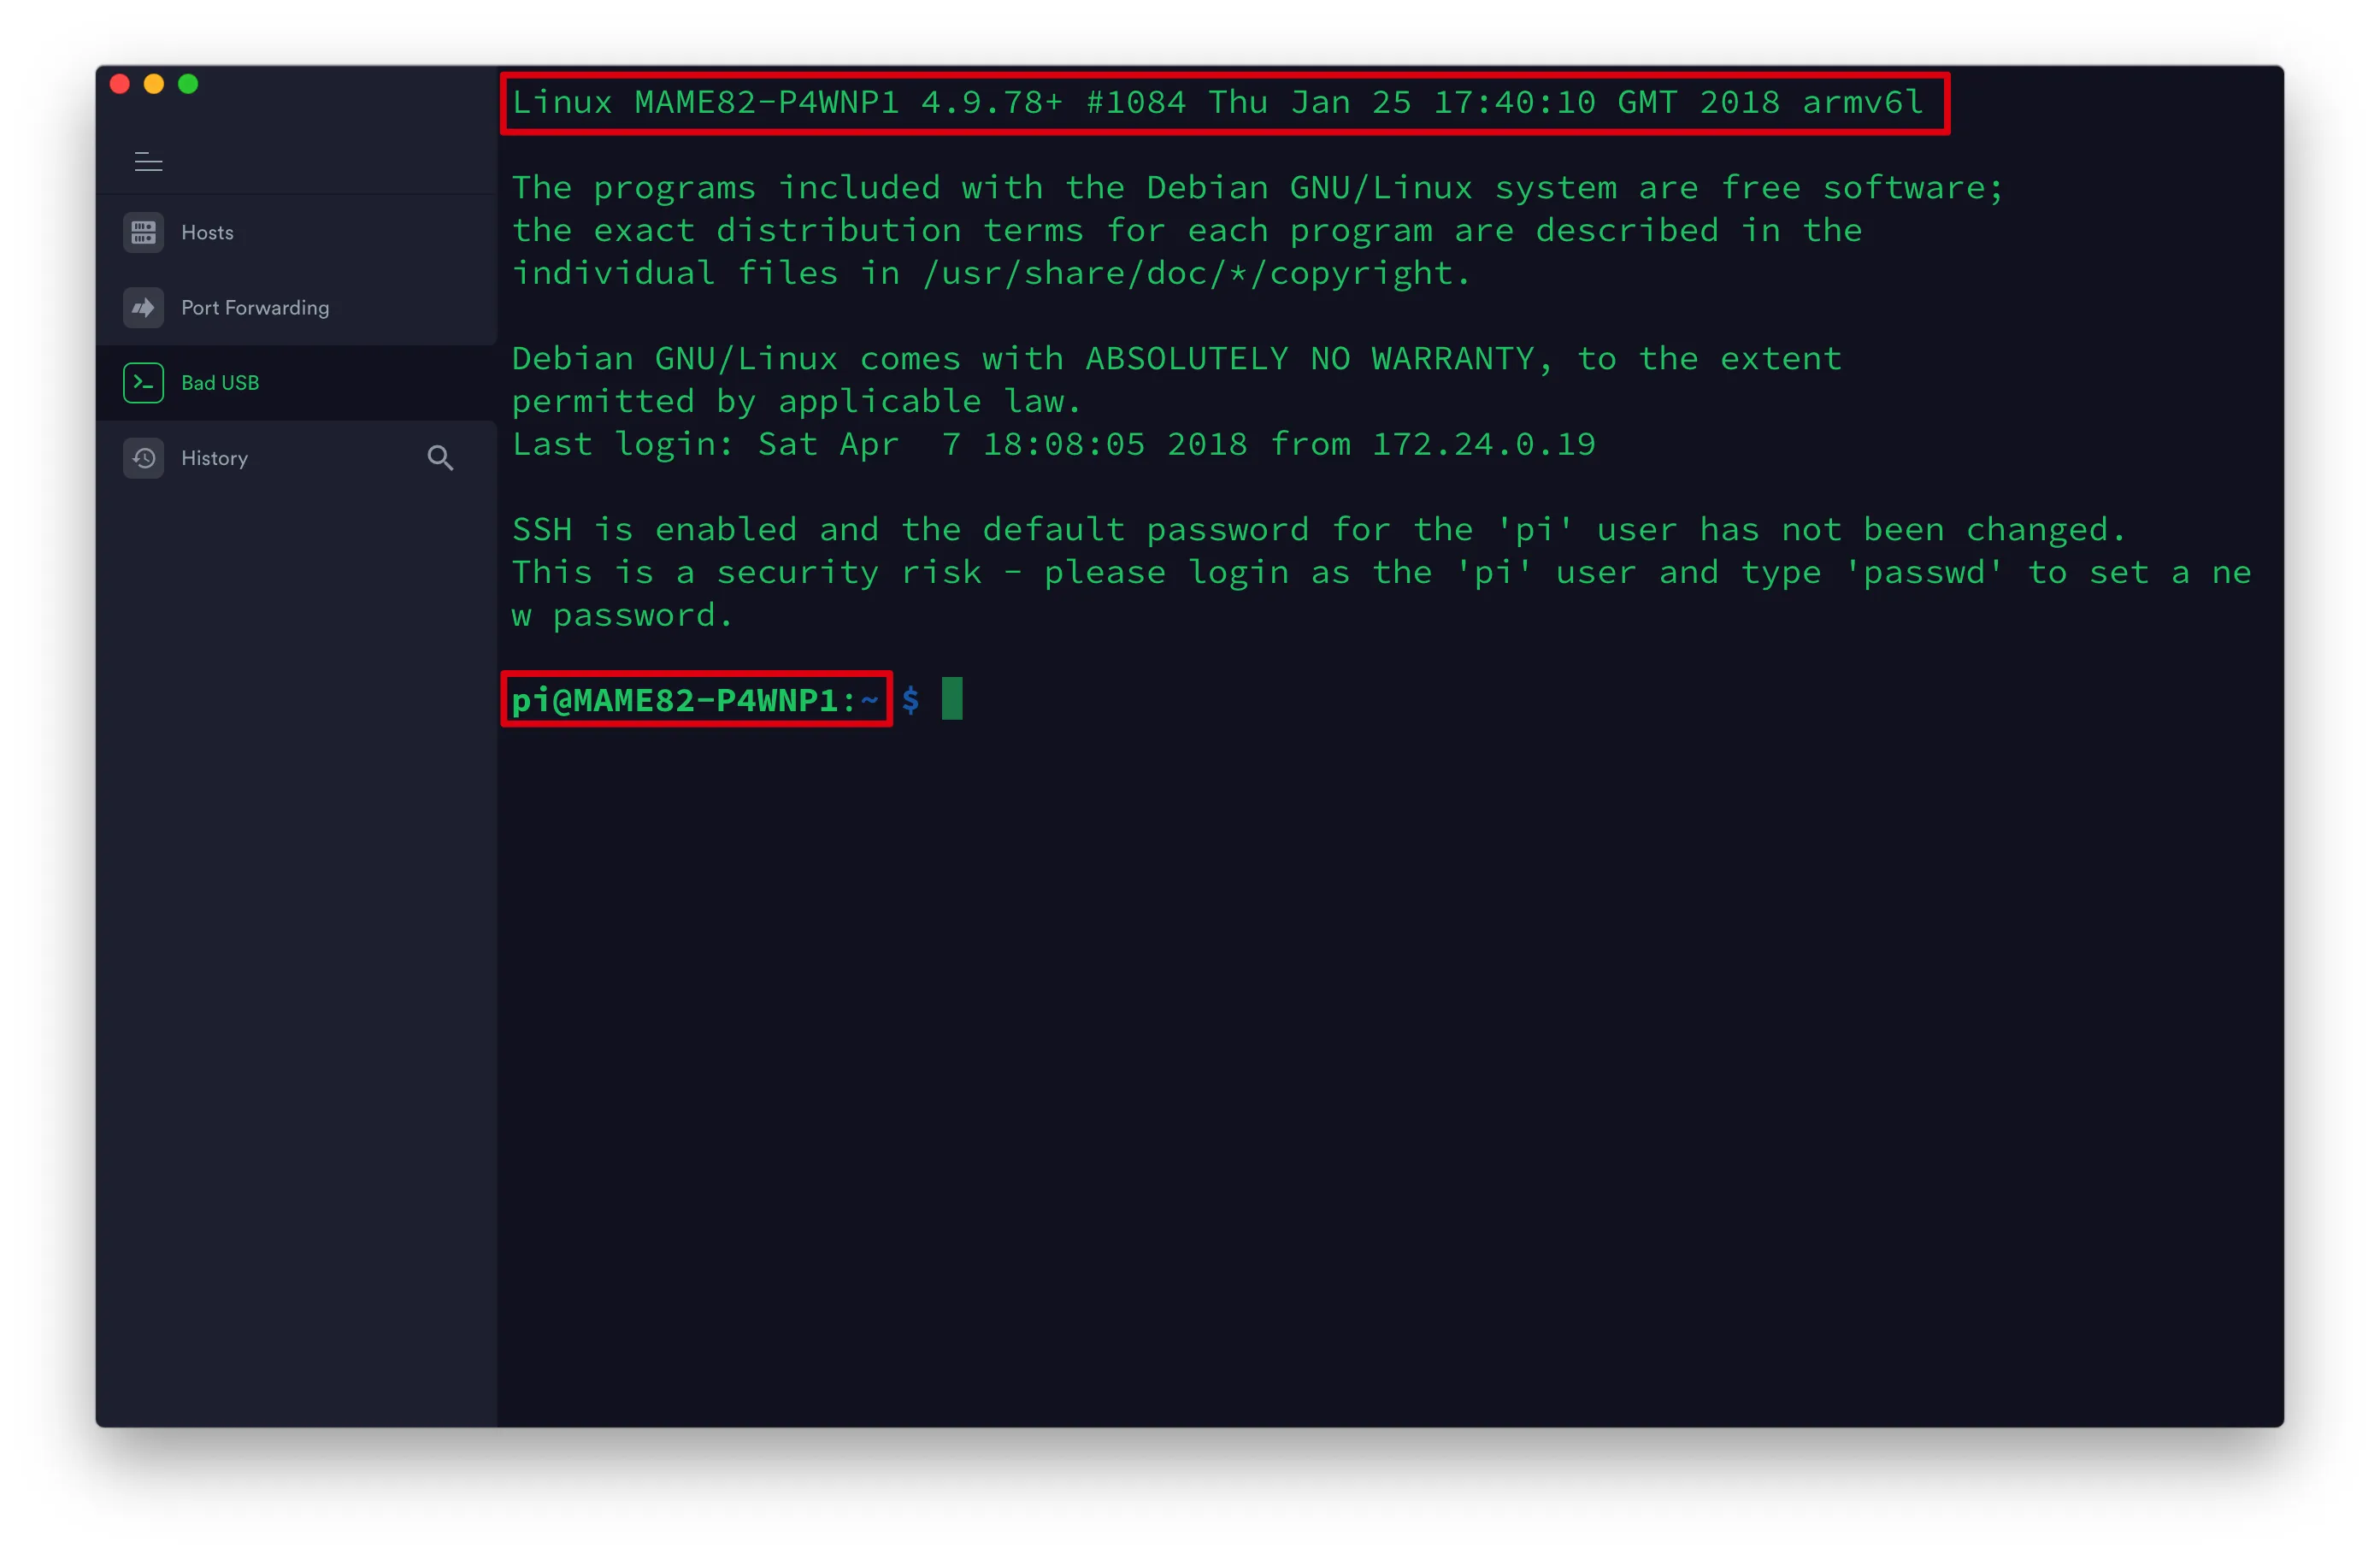 Hosts
Port Forwarding
Bad USB
History
Linux MAME82-P4WNP1 4.9.78+ #1084 Thu Jan 25 17:40:10 GMT 2018 armv6l
The programs included with the Debian GNU/Linux system are free software;
the exact distribution terms for each program are described in the
individual files in /usr/share/doc/*/copyright.
Debian GNU/Linux comes with ABSOLUTELY NO WARRANTY, to the extent
permitted by applicable law.
Last login: Sat Apr  7 18:08:05 2018 from 172.24.0.19
SSH is enabled and the default password for the 'pi' user has not been changed.
This is a security risk - please login as the 'pi' user and type 'passwd' to set a ne
w password.
pi@MAME82-P4WNP1:~ $